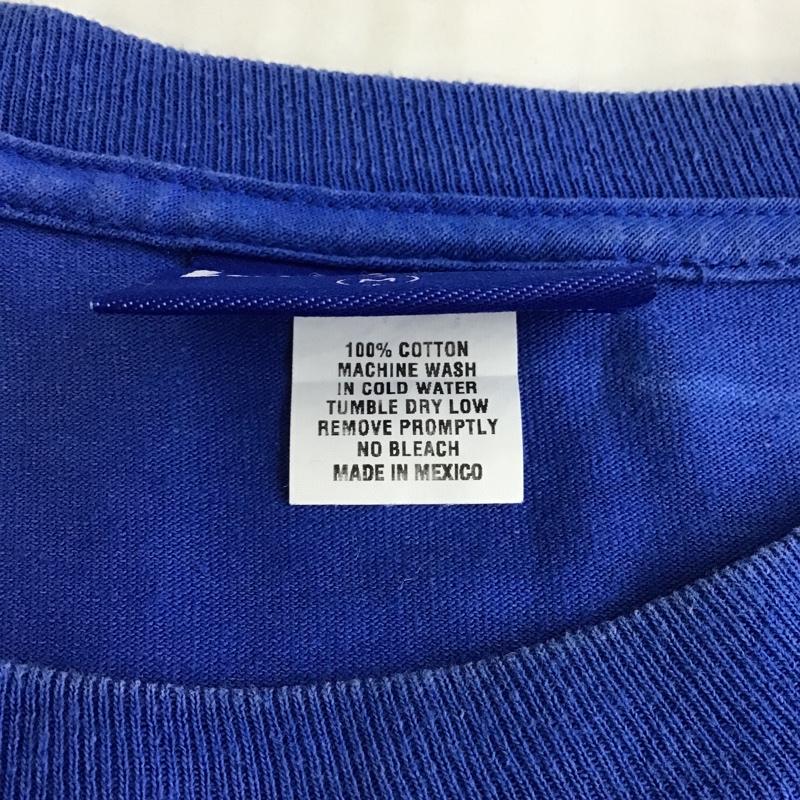 M
100% COTTON
MACHINE WASH
IN COLD WATER
TUMBLE DRY LOW
REMOVE PROMPTLY
NO BLEACH
MADE IN MEXICO